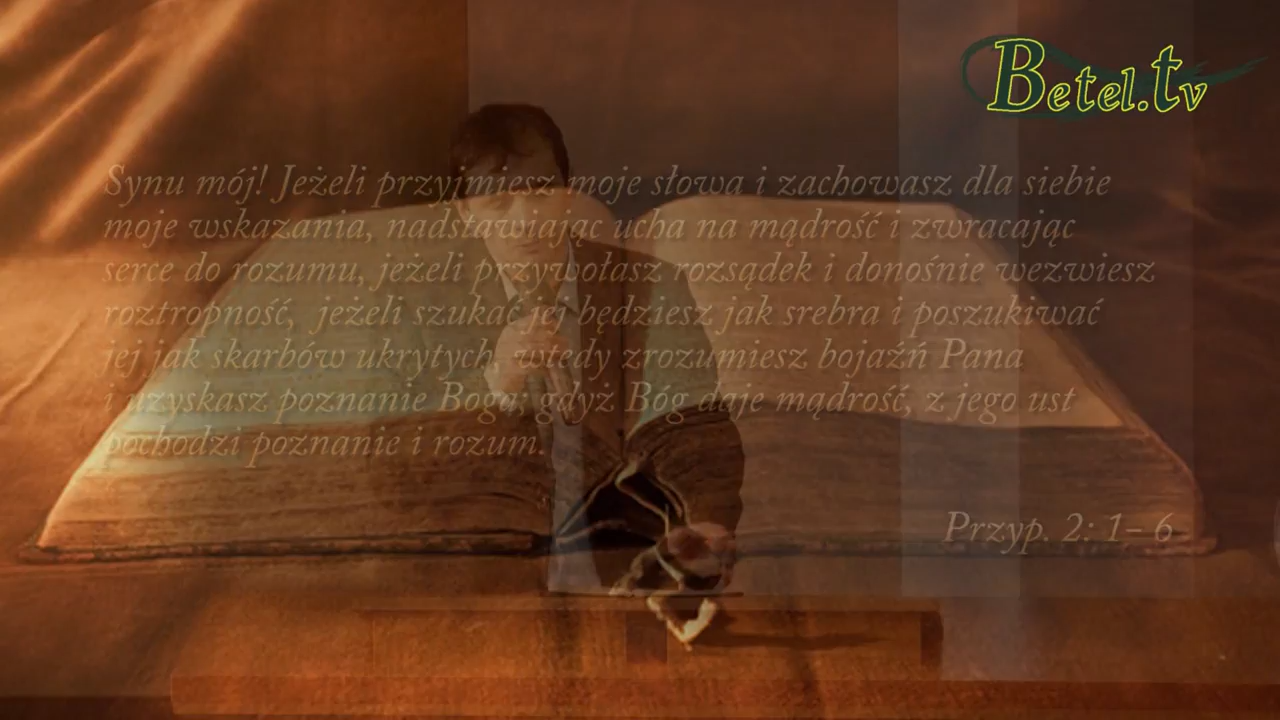 Betel.tv
Synu mój! Jeżeli przyjmiesz moje słowa i zachowasz dla siebie
moje wskazania, nadstawiając ucha na mądrość i zwracając
serce do rozumu, jeżeli przywołasz rozsądek i donośnie wezwiesz
roztropność, jeżeli szukać jej będziesz jak srebra i poszukiwać
jej jak skarbów ukrytych, wtedy zrozumiesz bojaźń Pana
i uzyskasz poznanie Boga; gdyż Bóg daje mądrość, z jego ust
pochodzi poznanie i rozum.
Przyp. 2: 1– 6